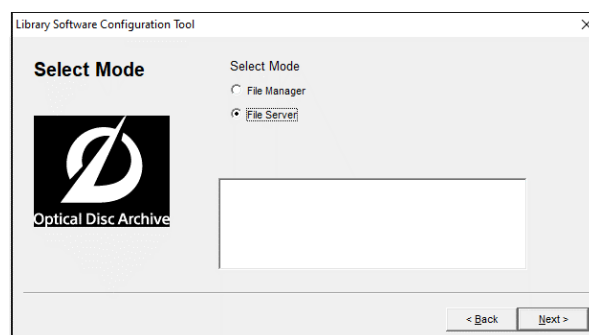 Library Software Configuration Tool
Select Mode
Select Mode
File Manager
File Server
Optical Disc Archive
< Back
Next >